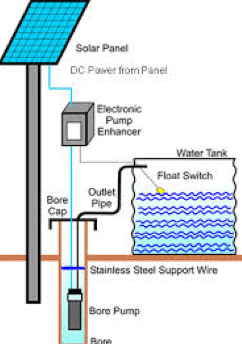 Solar Panel
DC Power from Panel
Electronic
Pump
Enhancer
Water Tank
Float Switch
Outlet
Pipe
Bore
Cap
Stainless Steel Support Wire
Bore Pump
Bore